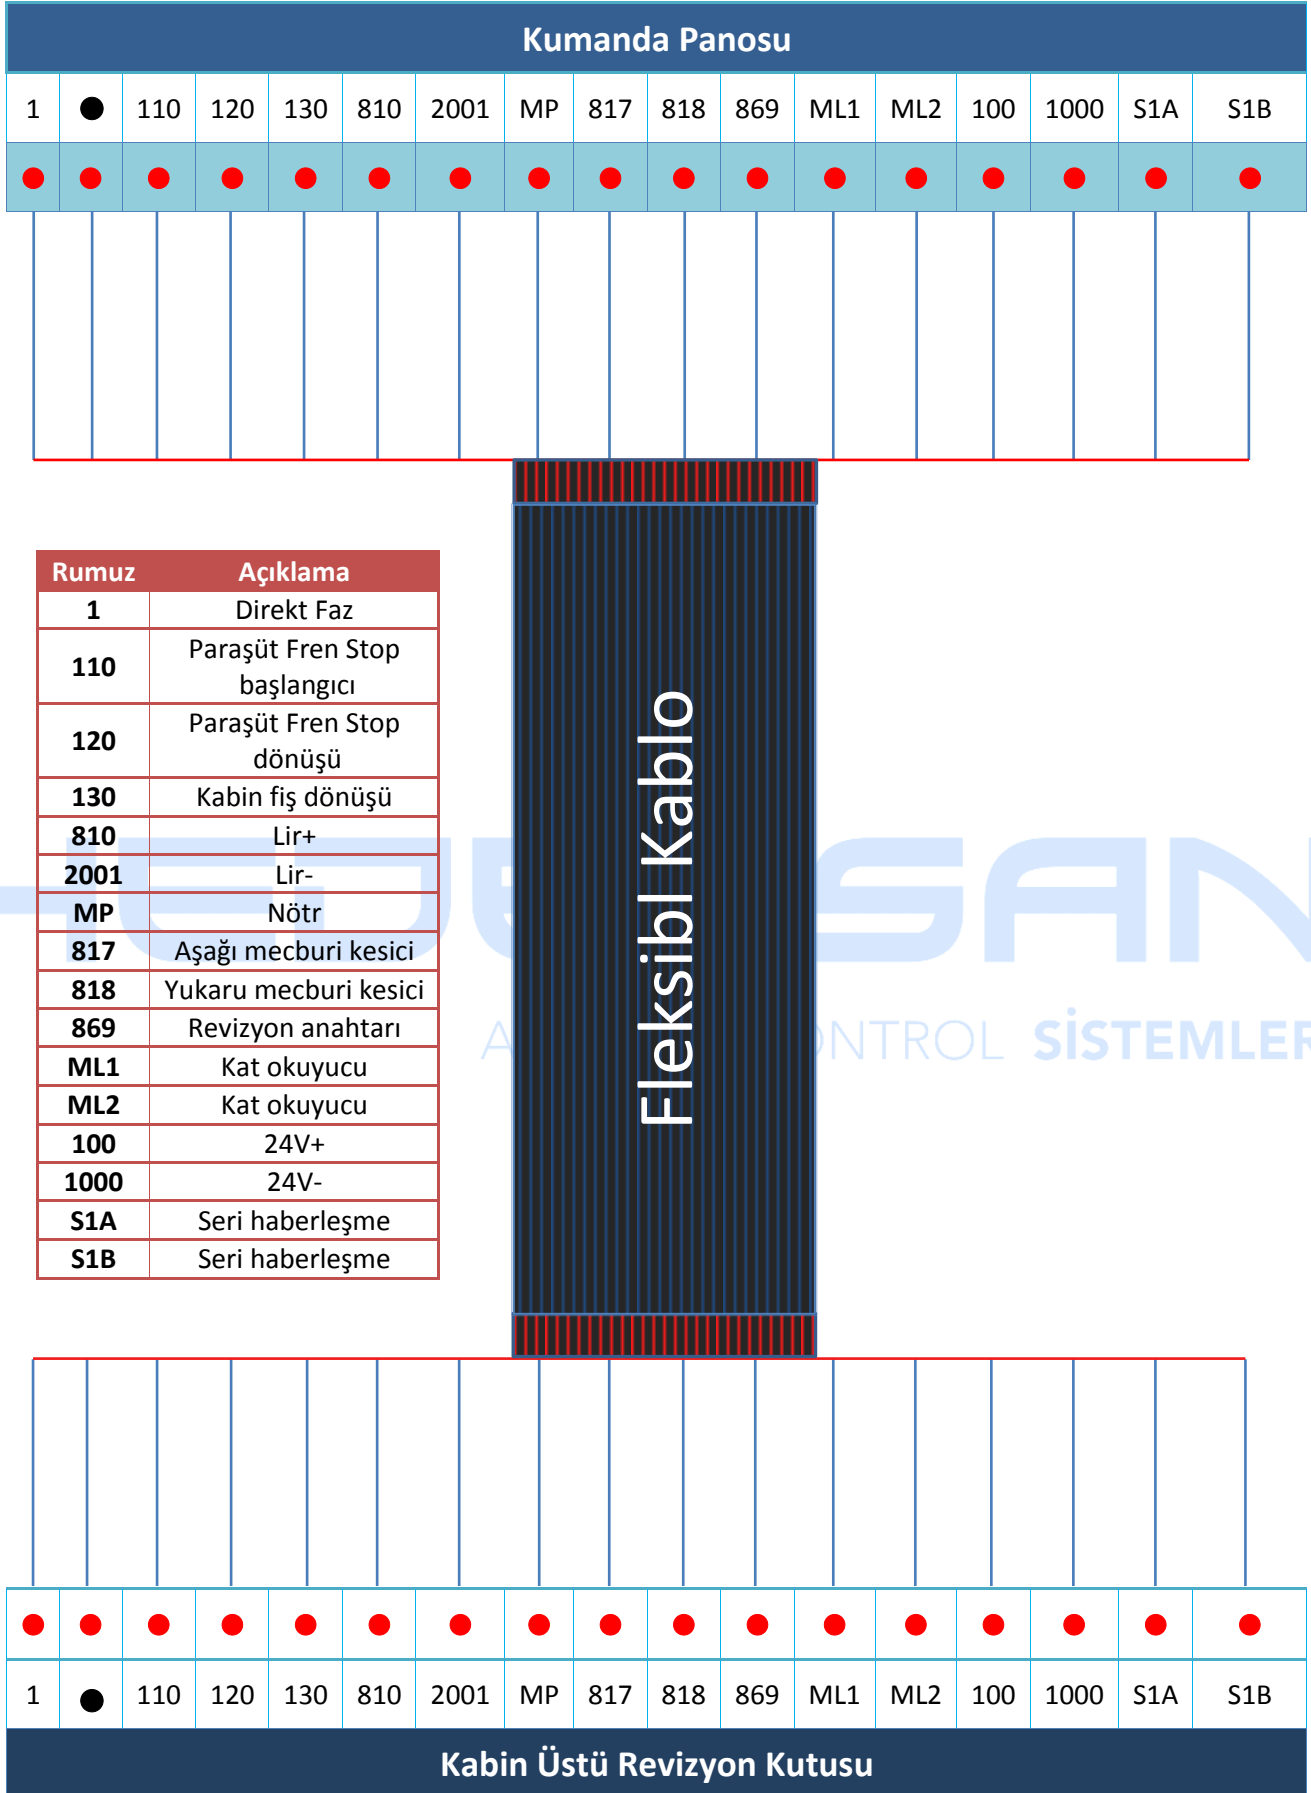 Kumanda Panosu
1 ● 110 120 130 810 2001 MP 817 818 869 ML1 ML2 100 1000 S1A S1B
Rumuz Açıklama
1 Direkt Faz
110 Paraşüt Fren Stop
başlangıcı
120 Paraşüt Fren Stop
dönüşü
130 Kabin fiş dönüşü
810 Lir+
2001 Lir-
MP Nötr
817 Aşağı mecburi kesici
818 Yukaru mecburi kesici
869 Revizyon anahtarı
ML1 Kat okuyucu
ML2 Kat okuyucu
100 24V+
1000 24V-
S1A Seri haberleşme
S1B Seri haberleşme
Fleksibl Kablo
SİSTEMLER
1 ● 110 120 130 810 2001 MP 817 818 869 ML1 ML2 100 1000 S1A S1B
Kabin Üstü Revizyon Kutusu